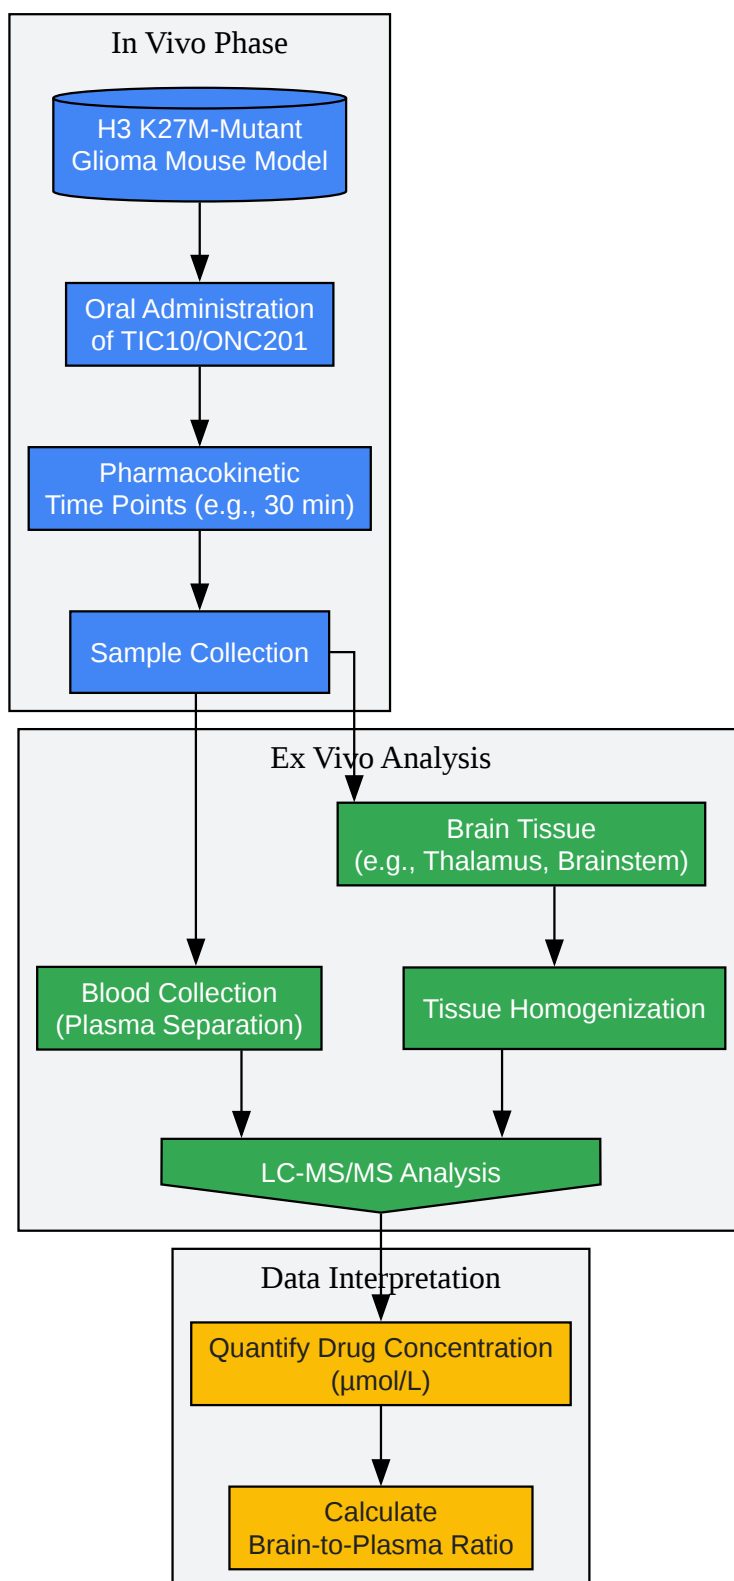 In Vivo Phase
H3 K27M-Mutant
Glioma Mouse Model
Oral Administration
of TIC10/ONC201
Pharmacokinetic
Time Points (e.g., 30 min)
Sample Collection
Ex Vivo Analysis
Brain Tissue
(e.g., Thalamus, Brainstem)
Blood Collection
(Plasma Separation)
Tissue Homogenization
LC-MS/MS Analysis
Data Interpretation
Quantify Drug Concentration
(µmol/L)
Calculate
Brain-to-Plasma Ratio